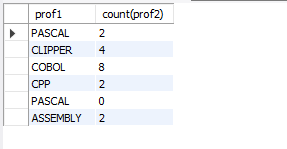 prof1 count(prof2)
PASCAL 2
CLIPPER 4
COBOL 8
CPP 2
PASCAL 0
ASSEMBLY 2